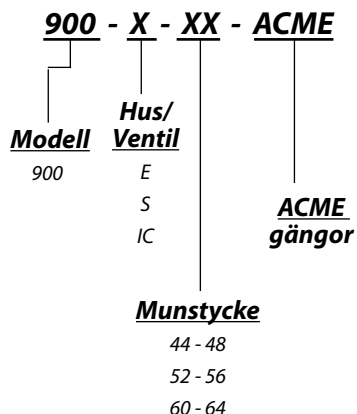 900 - X - XX - ACME
Modell
900
Hus/
Ventil
E
S
IC
ACME
gängor
Munstycke
44 - 48
52 - 56
60 - 64